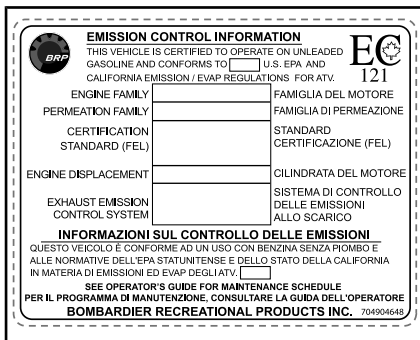 BRP
EMISSION CONTROL INFORMATION
THIS VEHICLE IS CERTIFIED TO OPERATE ON UNLEADED
GASOLINE AND CONFORMS TO U.S. EPA AND
CALIFORNIA EMISSION / EVAP REGULATIONS FOR ATV.
EC
121
ENGINE FAMILY FAMIGLIA DEL MOTORE
PERMEATION FAMILY FAMIGLIA DI PERMEAZIONE
CERTIFICATION STANDARD
STANDARD (FEL) CERTIFICAZIONE (FEL)
ENGINE DISPLACEMENT CILINDRATA DEL MOTORE
SISTEMA DI CONTROLLO
EXHAUST EMISSION DELLE EMISSIONI
CONTROL SYSTEM ALLO SCARICO
INFORMAZIONI SUL CONTROLLO DELLE EMISSIONI
QUESTO VEICOLO È CONFORME AD UN USO CON BENZINA SENZA PIOMBO E
ALLE NORMATIVE DELL'EPA STATUNITENSE E DELLO STATO DELLA CALIFORNIA
IN MATERIA DI EMISSIONI ED EVAP DEGLI ATV.
SEE OPERATOR'S GUIDE FOR MAINTENANCE SCHEDULE
PER IL PROGRAMMA DI MANUTENZIONE, CONSULTARE LA GUIDA DELL'OPERATORE
BOMBARDIER RECREATIONAL PRODUCTS INC. 704904648